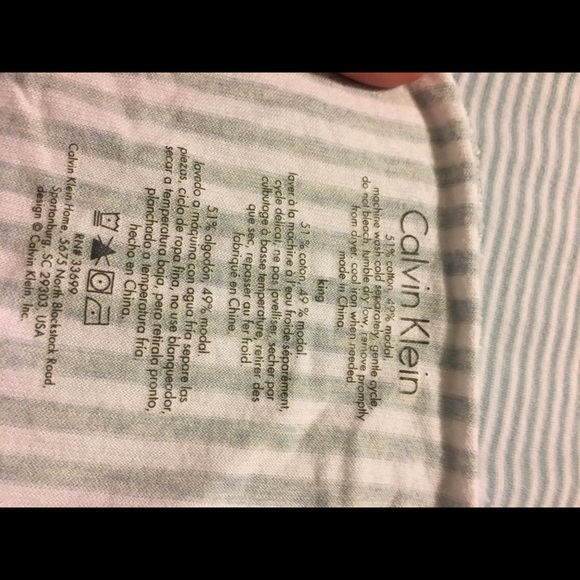 Calvin Klein
51% cotton, 49% modal
machine wash cold separately, gentle cycle,
do not bleach, tumble dry low, remove promptly
from dryer, cool iron when needed
made in China.
king
51 % coton, 49 % modal
laver à la machine à l'eau froide séparément,
cycle délicat, ne pas javelliser, sécher par
culbutage à basse température, retirer dès
que sec, repasser au fer froid
fabriqué en Chine.
51% algodón, 49% modal
lavado a máquina con agua fría separe las
piezas, ciclo de ropa fina, no use blanqueador,
secar a temperatura baja, pero retirala pronto,
planchado a temperatura fría.
hecho en China.
RN# 33699
Calvin Klein Home, 5675 North Blackstock Road,
Spartanburg, SC 29303, USA
design © Calvin Klein, Inc.